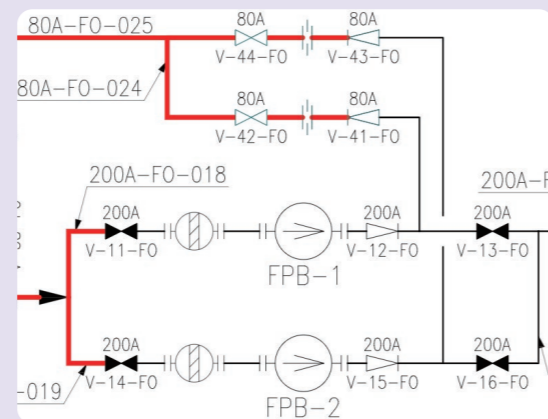 80A-FO-025
80A
80A
V-44-FO
V-43-FO
80A-FO-024
80A
80A
V-42-FO
V-41-FO
200A-FO-018
200A-F
200A
200A
200A
V-11-FO
V-12-FO
V-13-FO
FPB-1
200A
200A
200A
-019
V-14-FO
V-15-FO
V-16-FO
FPB-2